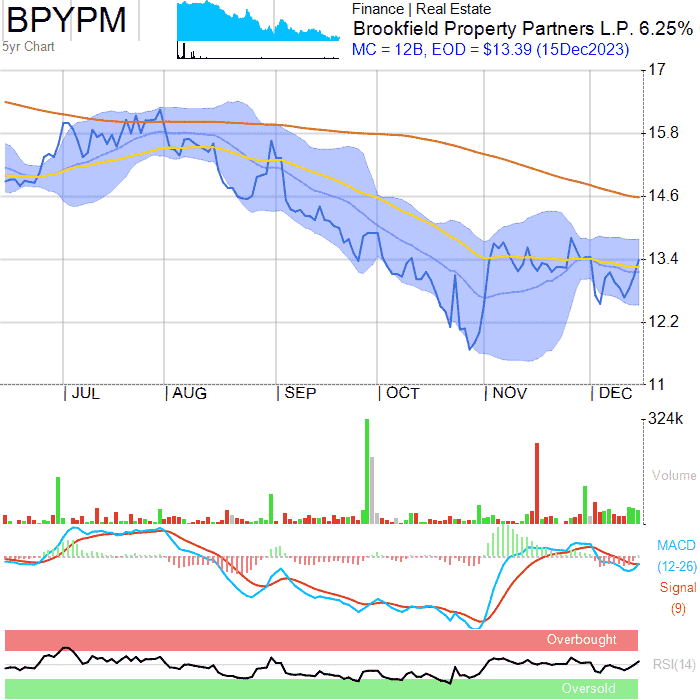 BPYPM
5yr Chart
Finance | Real Estate
Brookfield Property Partners L.P. 6.25%
MC = 12B, EOD = $13.39 (15Dec2023)
17
15.8
14.6
13.4
12.2
11
JUL AUG SEP OCT NOV DEC
324k
Volume
MACD
(12-26)
Signal
(9)
Overbought
RSI(14)
Oversold